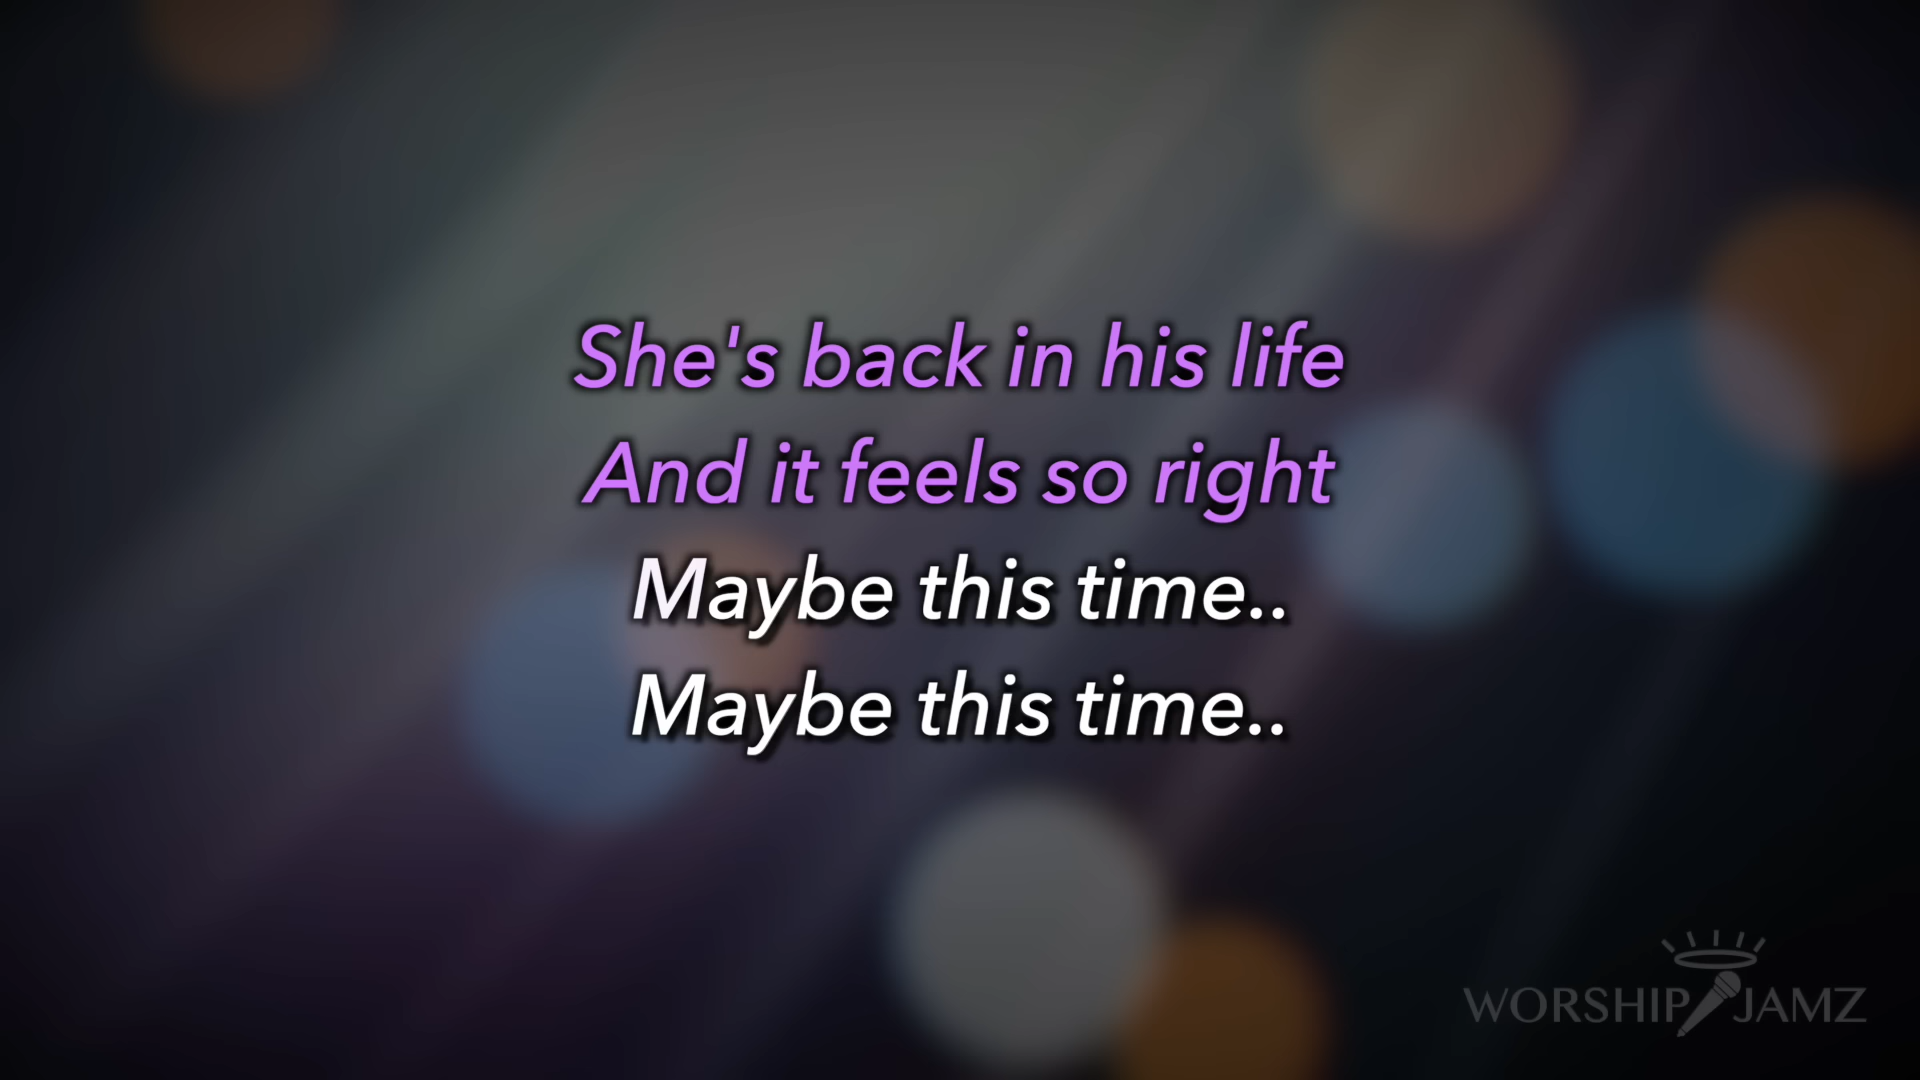 She's back in his life
And it feels so right
Maybe this time..
Maybe this time..
WORSHIP JAMZ